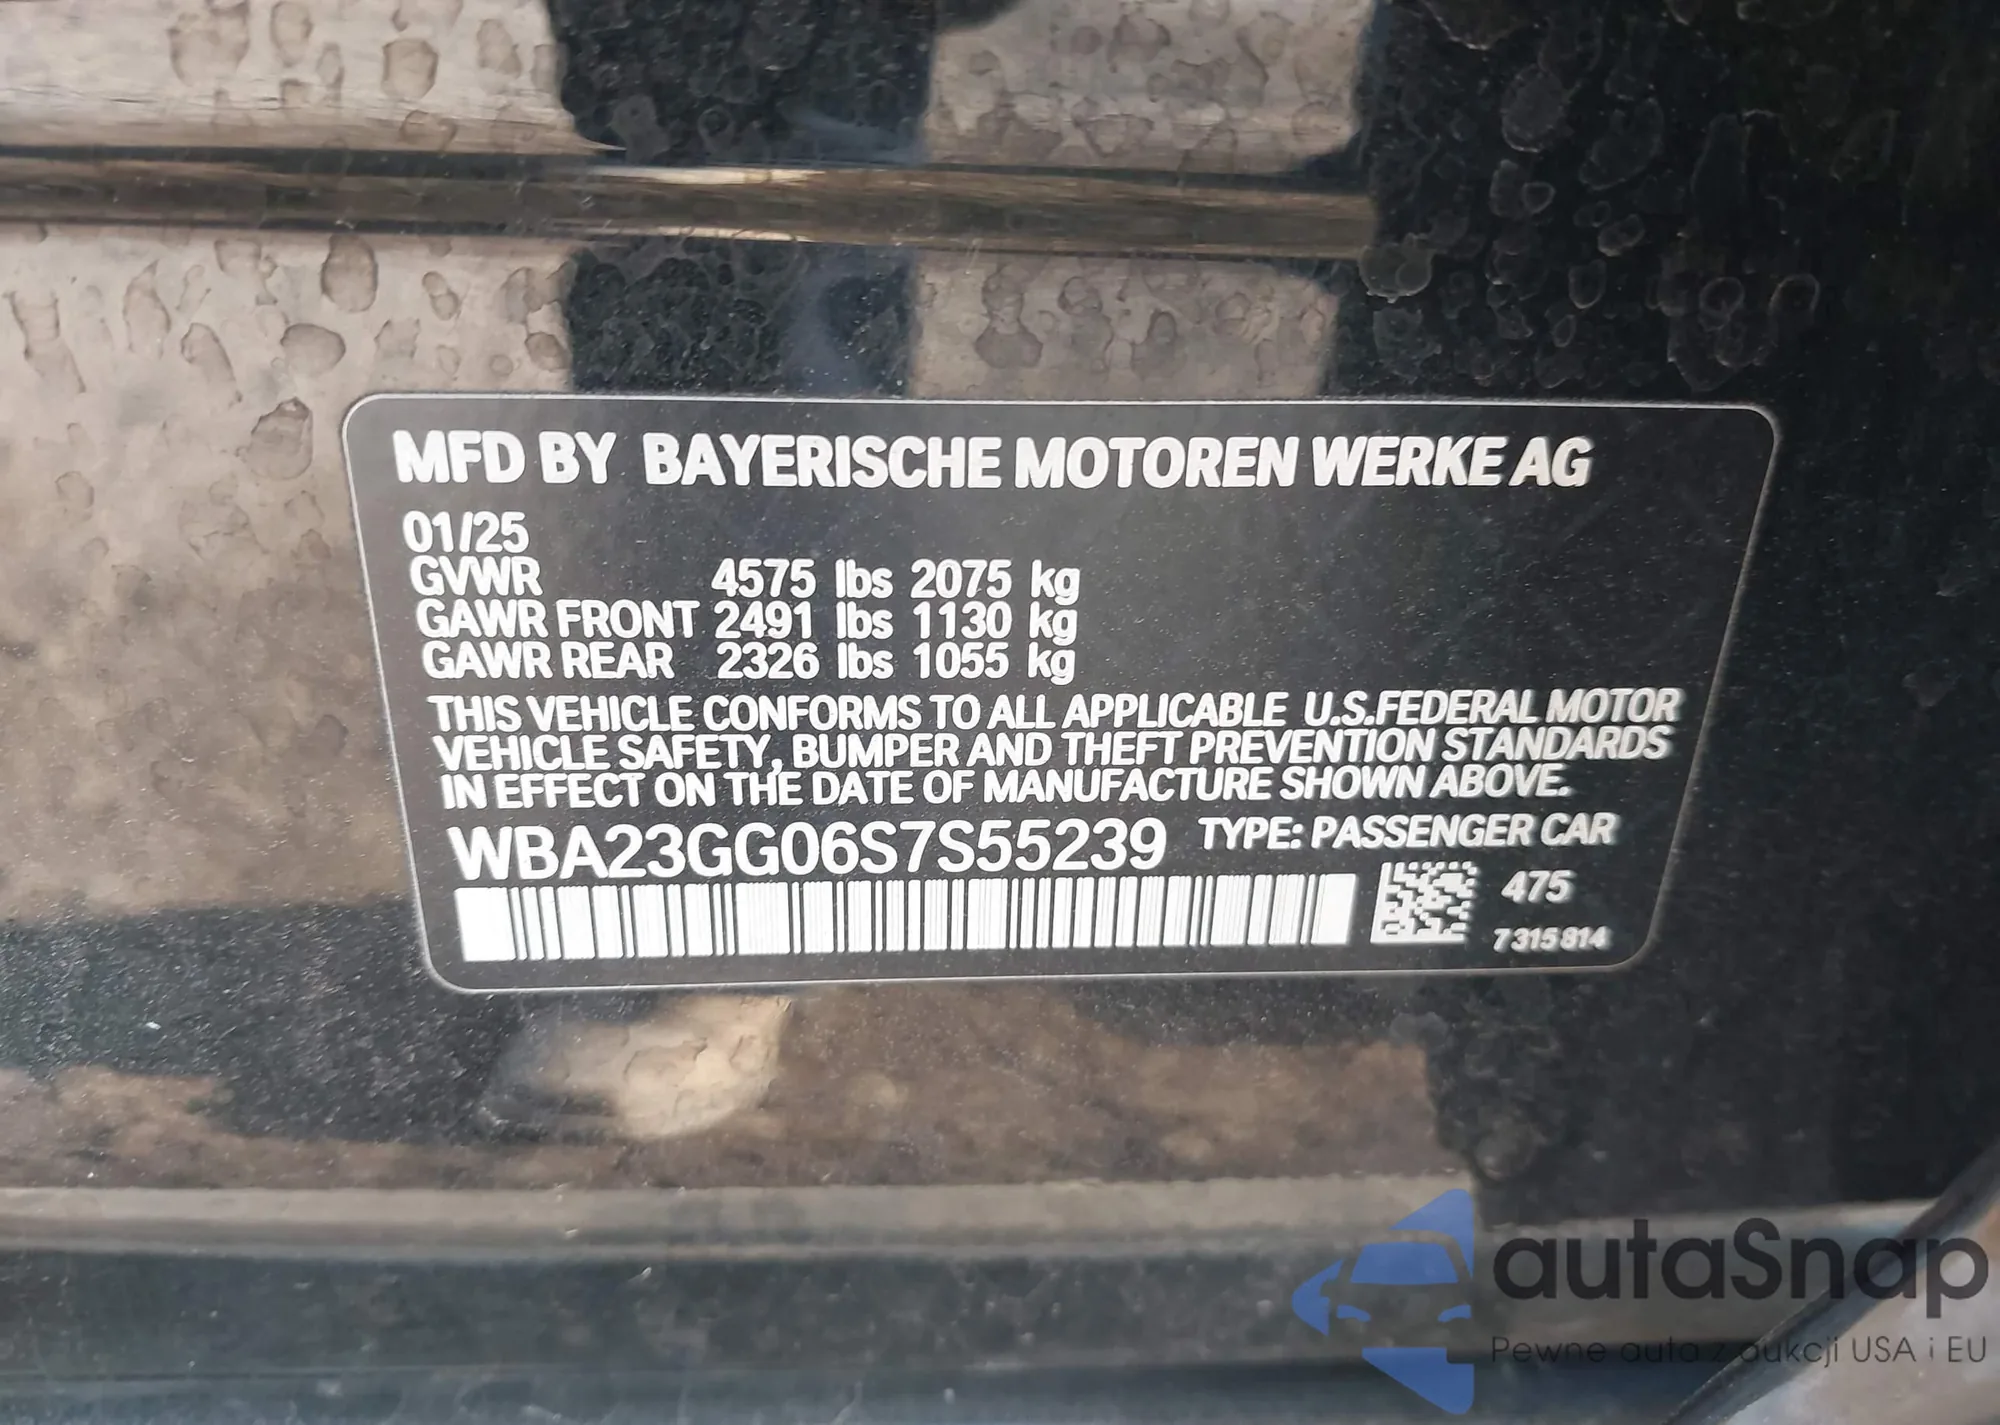 MFD BY BAYERISCHE MOTOREN WERKE AG
01/25
GVWR 4575 lbs 2075 kg
GAWR FRONT 2491 lbs 1130 kg
GAWR REAR 2326 lbs 1055 kg
THIS VEHICLE CONFORMS TO ALL APPLICABLE U.S.FEDERAL MOTOR
VEHICLE SAFETY, BUMPER AND THEFT PREVENTION STANDARDS
IN EFFECT ON THE DATE OF MANUFACTURE SHOWN ABOVE.
WBA23GG06S7S55239 TYPE: PASSENGER CAR
475
7315814
autaSnap
Pewne auta z aukcji USA i EU